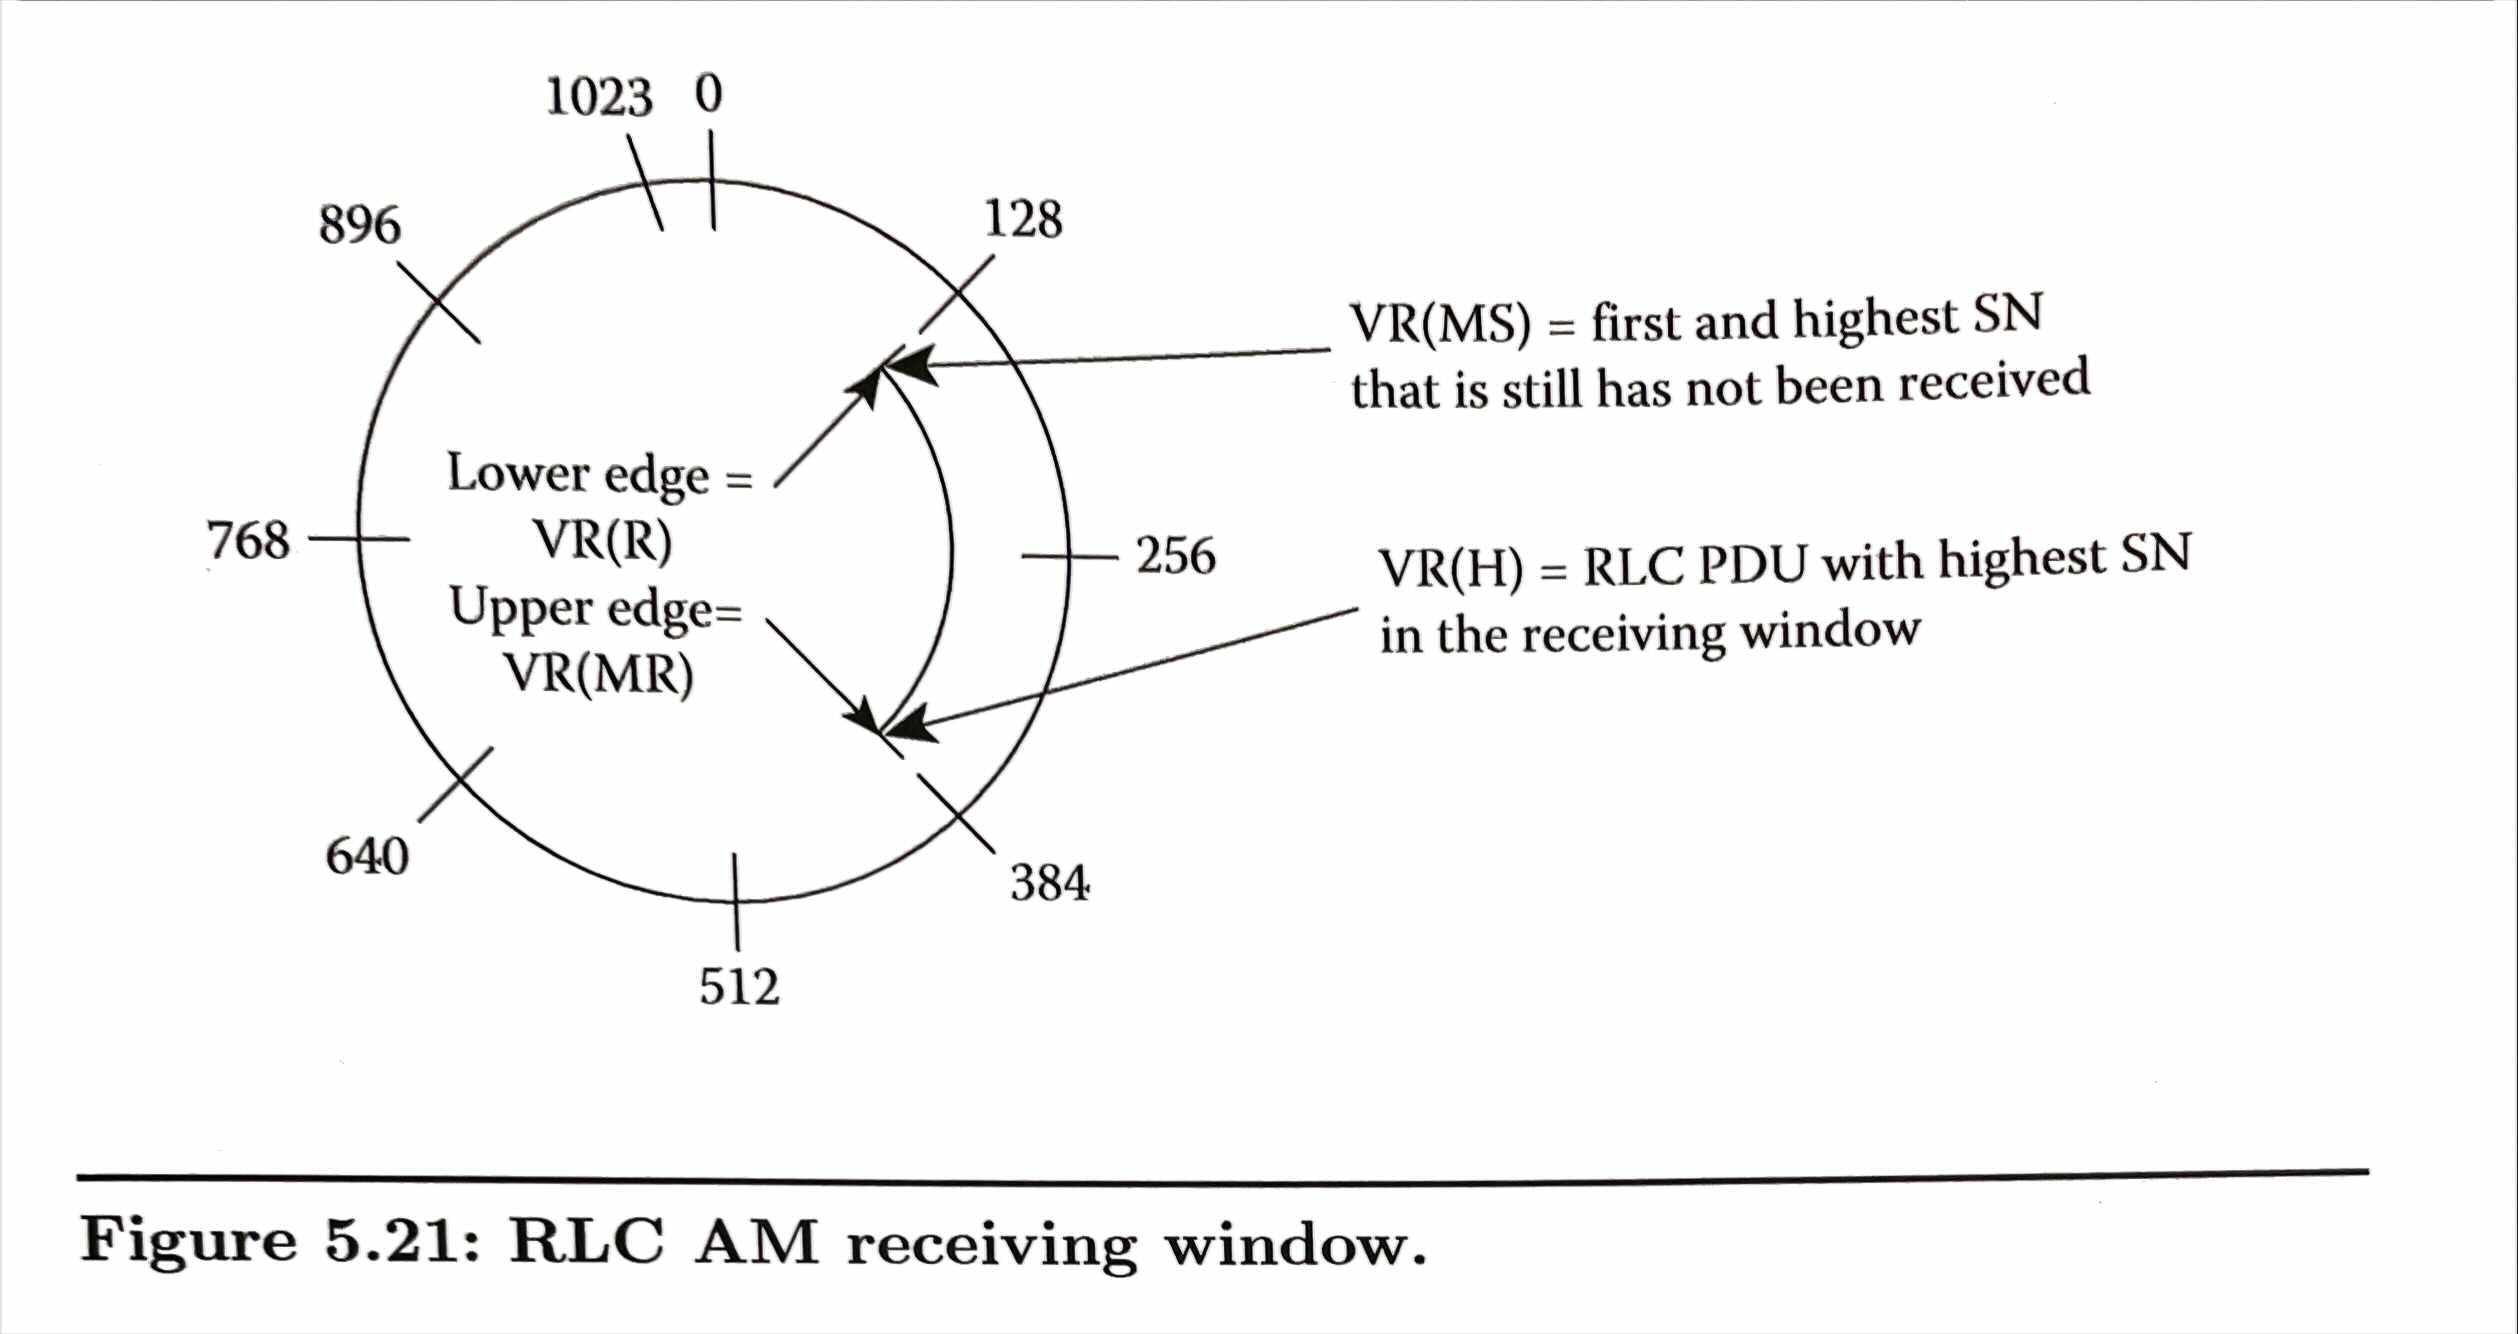 1023 0
896
128
VR(MS) = first and highest SN
that is still has not been received
Lower edge =
VR(R)
768
256
VR(H) = RLC PDU with highest SN
in the receiving window
Upper edge=
VR(MR)
640
384
512
Figure 5.21: RLC AM receiving window.